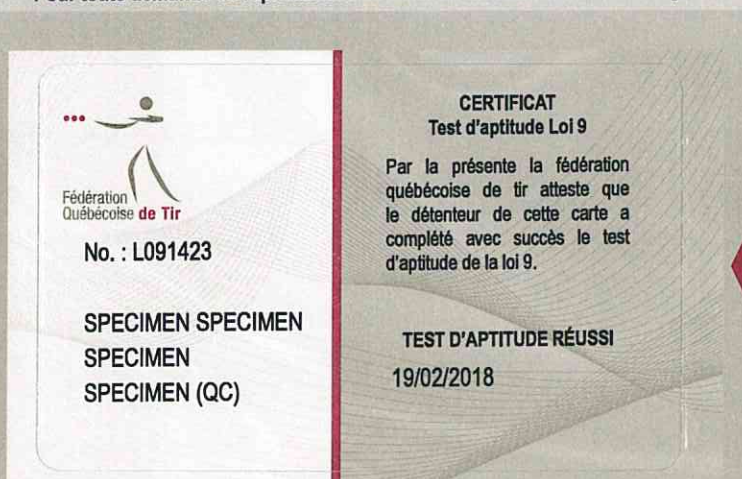 Pour toute
Fédération
Québécoise de Tir
No. : L091423
SPECIMEN SPECIMEN
SPECIMEN
SPECIMEN (QC)
CERTIFICAT
Test d'aptitude Loi 9
Par la présente la fédération
québécoise de tir atteste que
le détenteur de cette carte a
complété avec succès le test
d'aptitude de la loi 9.
TEST D'APTITUDE RÉUSSI
19/02/2018